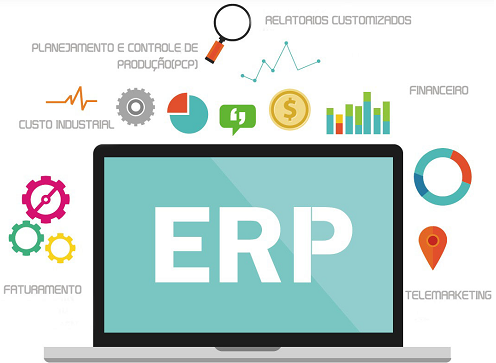 RELATORIOS CUSTOMIZADOS
PLANEJAMENTO E CONTROLE DE
PRODUÇÃO(PCP)
FINANCEIRO
CUSTO INDUSTRIAL
$
ERP
FATURAMENTO
TELEMARKETING